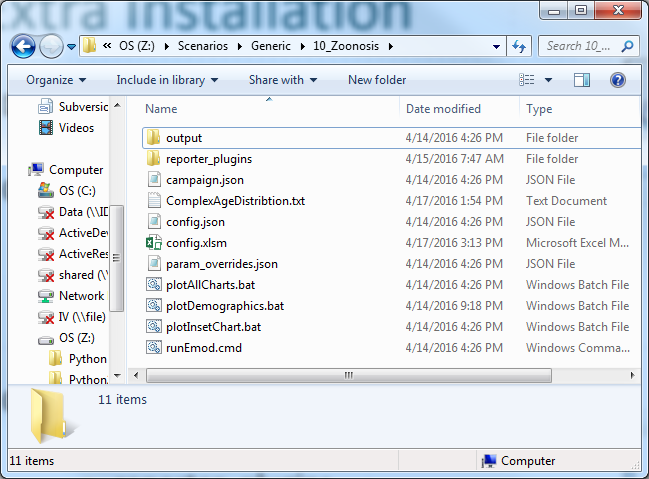 xtra Installation
OS (Z:) Scenarios Generic 10_Zoonosis
Search 10_...
Organize Include in library Share with New folder
Name Date modified Type
Subversic
Videos
Computer
OS (C:)
Data (\\ID
ActiveDev
ActiveRes
shared (\\
Network
IV (\\file)
OS (Z:)
Python
Python.
output 4/14/2016 4:26 PM File folder
reporter_plugins 4/15/2016 7:47 AM File folder
campaign.json 4/14/2016 4:26 PM JSON File
ComplexAgeDistribtion.txt 4/17/2016 1:54 PM Text Document
config.json 4/14/2016 4:26 PM JSON File
config.xlsm 4/17/2016 3:13 PM Microsoft Excel M...
param_overrides.json 4/14/2016 4:26 PM JSON File
plotAllCharts.bat 4/14/2016 4:26 PM Windows Batch File
plotDemographics.bat 4/14/2016 9:18 PM Windows Batch File
plotInsetChart.bat 4/14/2016 4:26 PM Windows Batch File
runEmod.cmd 4/14/2016 4:26 PM Windows Comma...
11 items
11 items Computer